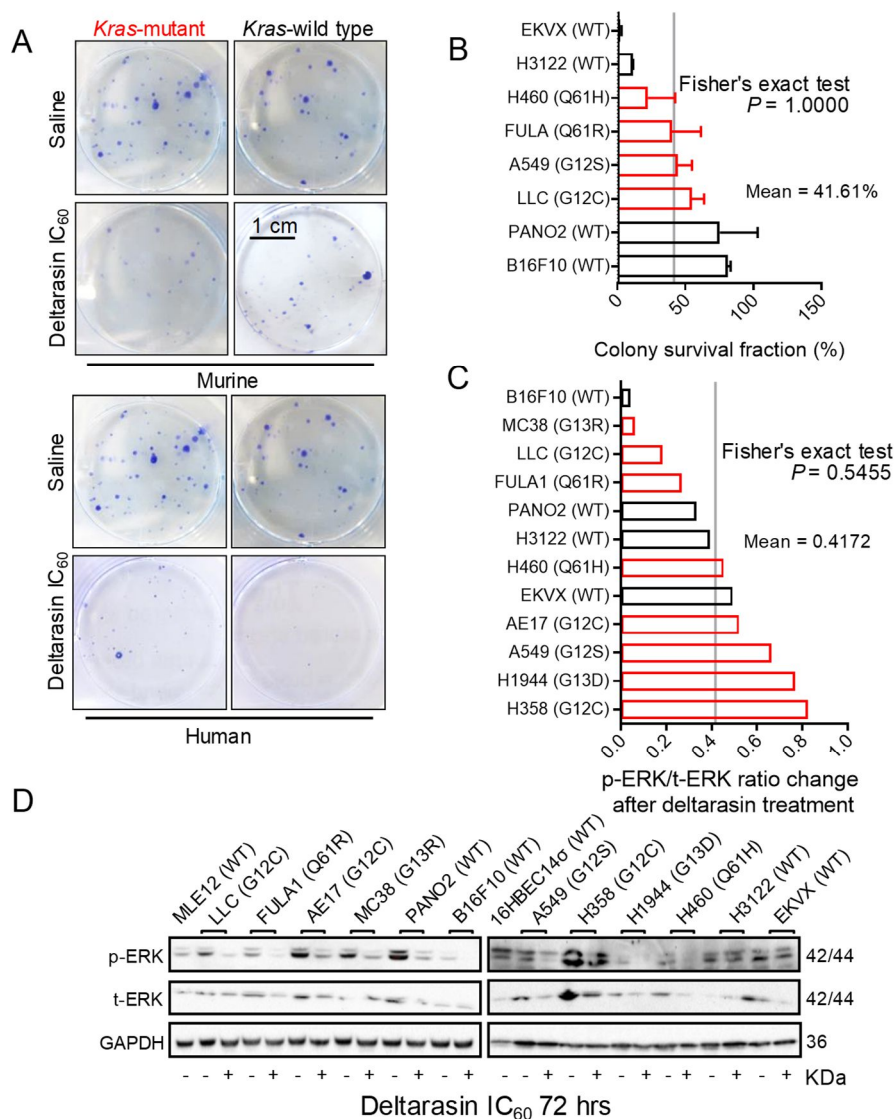 A
Kras-mutant
Kras-wild type
Saline
Deltarasin IC60
1 cm
Murine
Saline
Deltarasin IC60
Human
B
EKVX (WT)
H3122 (WT)
H460 (Q61H)
FULA (Q61R)
A549 (G12S)
LLC (G12C)
PANO2 (WT)
B16F10 (WT)
Fisher's exact test
P = 1.0000
Mean = 41.61%
0 50 100 150
Colony survival fraction (%)
C
B16F10 (WT)
MC38 (G13R)
LLC (G12C)
FULA1 (Q61R)
PANO2 (WT)
H3122 (WT)
H460 (Q61H)
EKVX (WT)
AE17 (G12C)
A549 (G12S)
H1944 (G13D)
H358 (G12C)
Fisher's exact test
P = 0.5455
Mean = 0.4172
0.0 0.2 0.4 0.6 0.8 1.0
p-ERK/t-ERK ratio change
after deltarasin treatment
D
MLE12 (WT)
LLC (G12C)
FULA1 (Q61R)
AE17 (G12C)
MC38 (G13R)
PANO2 (WT)
B16F10 (WT)
16HBEC14σ (WT)
A549 (G12S)
H358 (G12C)
H1944 (G13D)
H460 (Q61H)
H3122 (WT)
EKVX (WT)
p-ERK 42/44
t-ERK 42/44
GAPDH 36
- - + - + - + - + - + - + - - + - + - + - + - + - + KDa
Deltarasin IC60 72 hrs